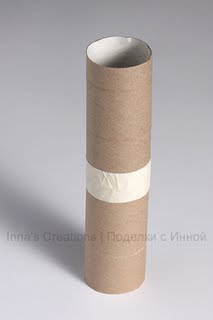 Inna's Creations | Поделки с Инной